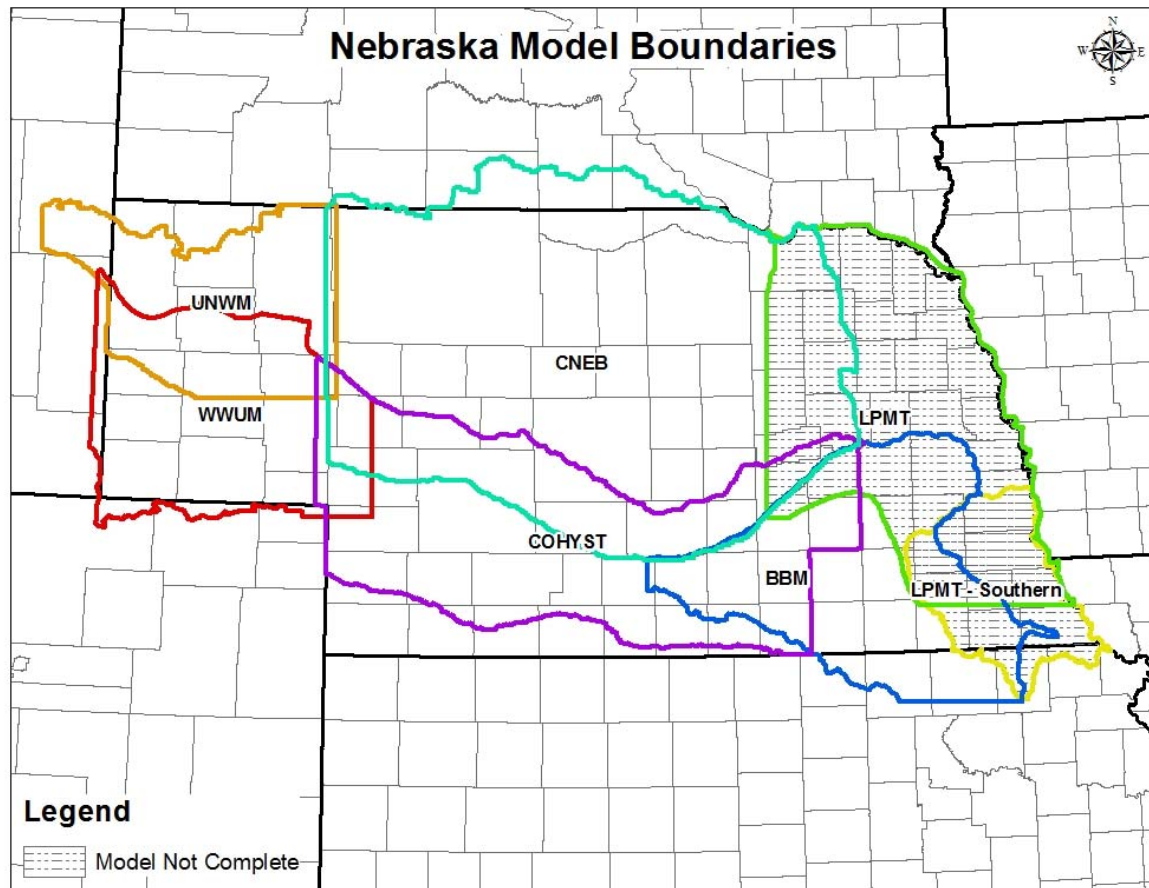 Nebraska Model Boundaries
N
W E
S
UNWM
CNEB
WWUM
LPMT
COHYST
BBM
LPMT - Southern
Legend
Model Not Complete